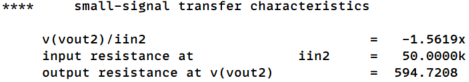 **** small-signal transfer characteristics
v(vout2)/iin2 = -1.5619x
input resistance at iin2 = 50.0000k
output resistance at v(vout2) = 594.7208